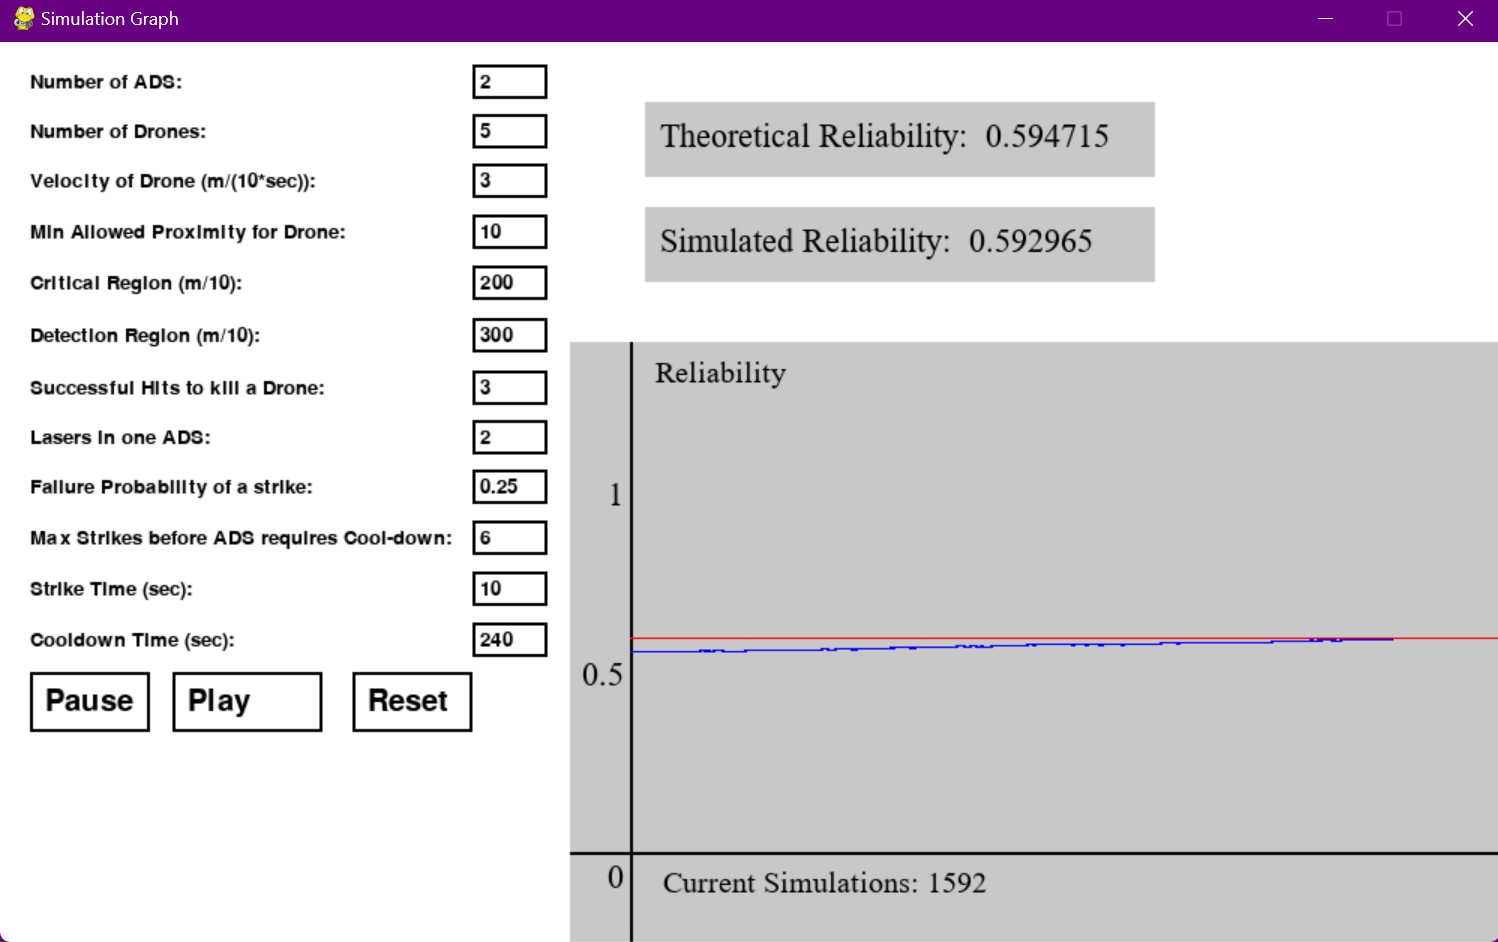 Simulation Graph
Number of ADS: 2
Number of Drones: 5
Velocity of Drone (m/(10*sec)): 3
Min Allowed Proximity for Drone: 10
Critical Region (m/10): 200
Detection Region (m/10): 300
Successful Hits to kill a Drone: 3
Lasers in one ADS: 2
Failure Probability of a strike: 0.25
Max Strikes before ADS requires Cool-down: 6
Strike Time (sec): 10
Cooldown Time (sec): 240
Pause Play Reset
Theoretical Reliability: 0.594715
Simulated Reliability: 0.592965
Reliability
1
0.5
0
Current Simulations: 1592